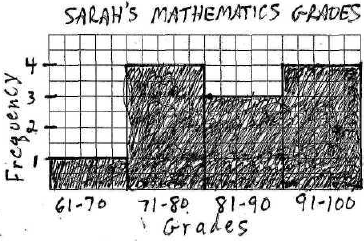 SARAH'S MATHEMATICS GRADES
Frequency
4
3
2
1
61-70 71-80 81-90 91-100
Grades